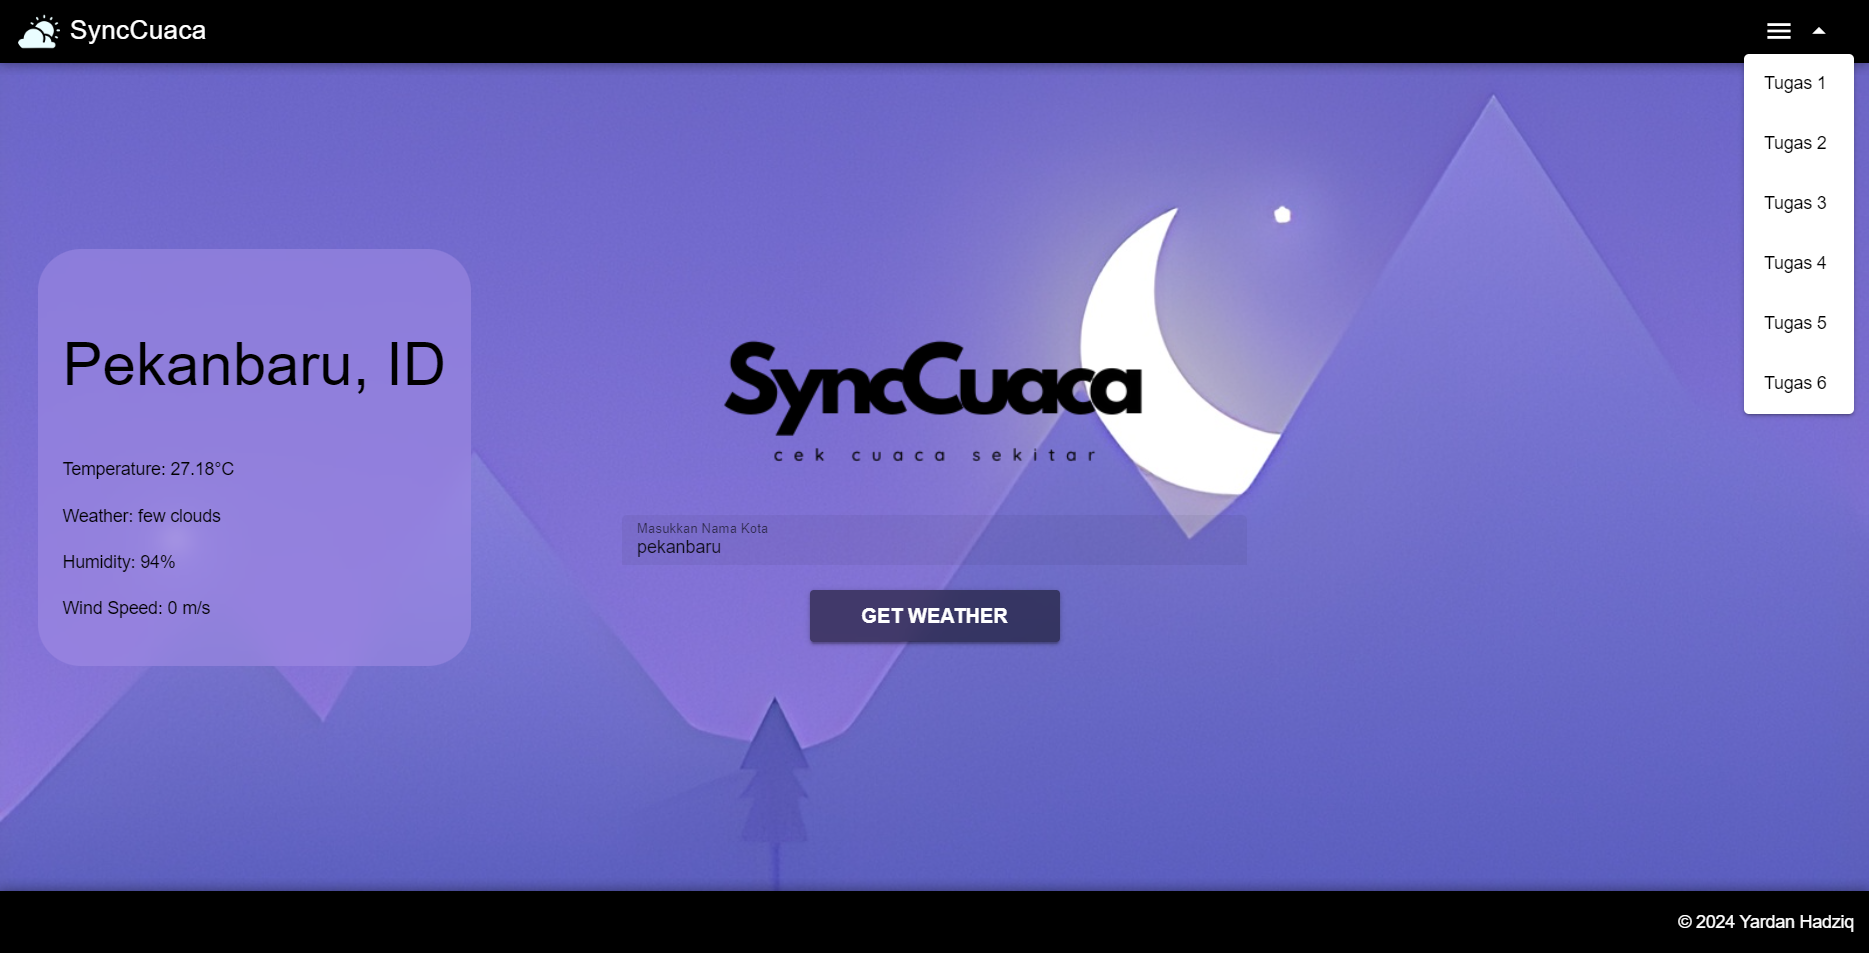 SyncCuaca
Tugas 1
Tugas 2
Tugas 3
Tugas 4
Tugas 5
Tugas 6
Pekanbaru, ID
Temperature: 27.18°C
Weather: few clouds
Humidity: 94%
Wind Speed: 0 m/s
SyncCuaca
cek cuaca sekitar
Masukkan Nama Kota
pekanbaru
GET WEATHER
© 2024 Yardan Hadziq